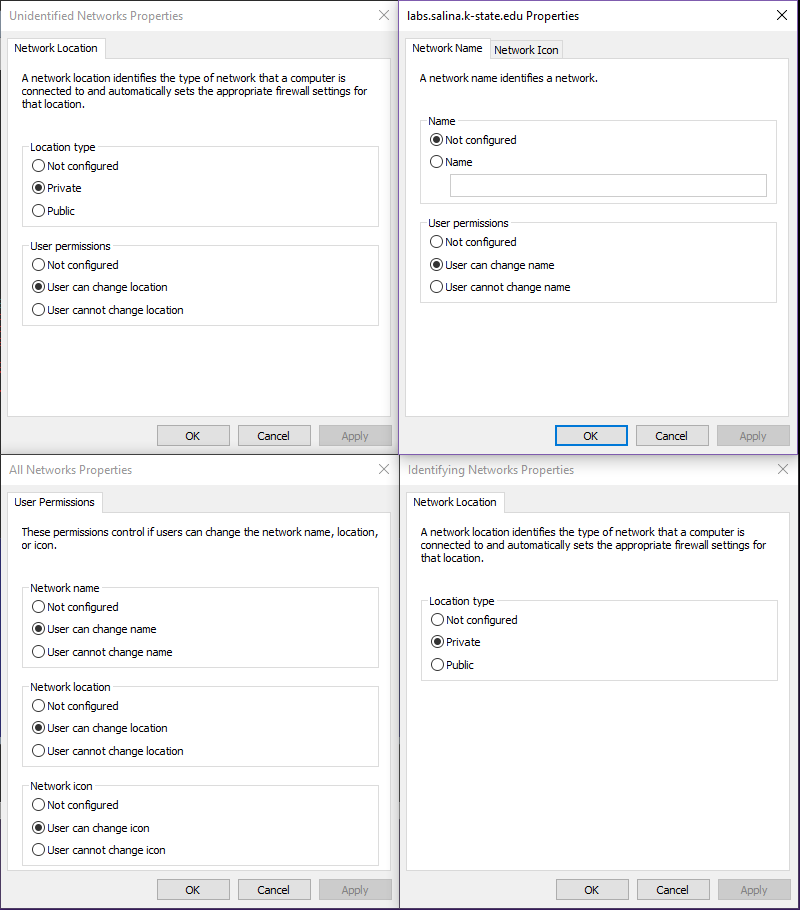 Unidentified Networks Properties
Network Location
A network location identifies the type of network that a computer is
connected to and automatically sets the appropriate firewall settings for
that location.
Location type
Not configured
Private
Public
User permissions
Not configured
User can change location
User cannot change location
OK
Cancel
Apply
labs.salina.k-state.edu Properties
Network Name
Network Icon
A network name identifies a network.
Name
Not configured
Name
User permissions
Not configured
User can change name
User cannot change name
OK
Cancel
Apply
All Networks Properties
User Permissions
These permissions control if users can change the network name, location,
or icon.
Network name
Not configured
User can change name
User cannot change name
Network location
Not configured
User can change location
User cannot change location
Network icon
Not configured
User can change icon
User cannot change icon
OK
Cancel
Apply
Identifying Networks Properties
Network Location
A network location identifies the type of network that a computer is
connected to and automatically sets the appropriate firewall settings for
that location.
Location type
Not configured
Private
Public
OK
Cancel
Apply